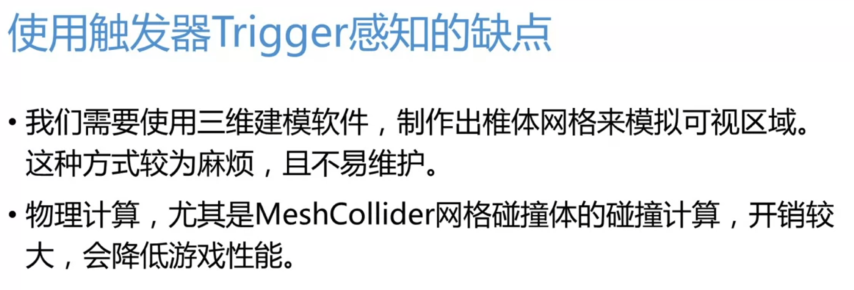 使用触发器Trigger感知的缺点
• 我们需要使用三维建模软件，制作出椎体网格来模拟可视区域。
这种方式较为麻烦，且不易维护。
• 物理计算，尤其是MeshCollider网格碰撞体的碰撞计算，开销较
大，会降低游戏性能。